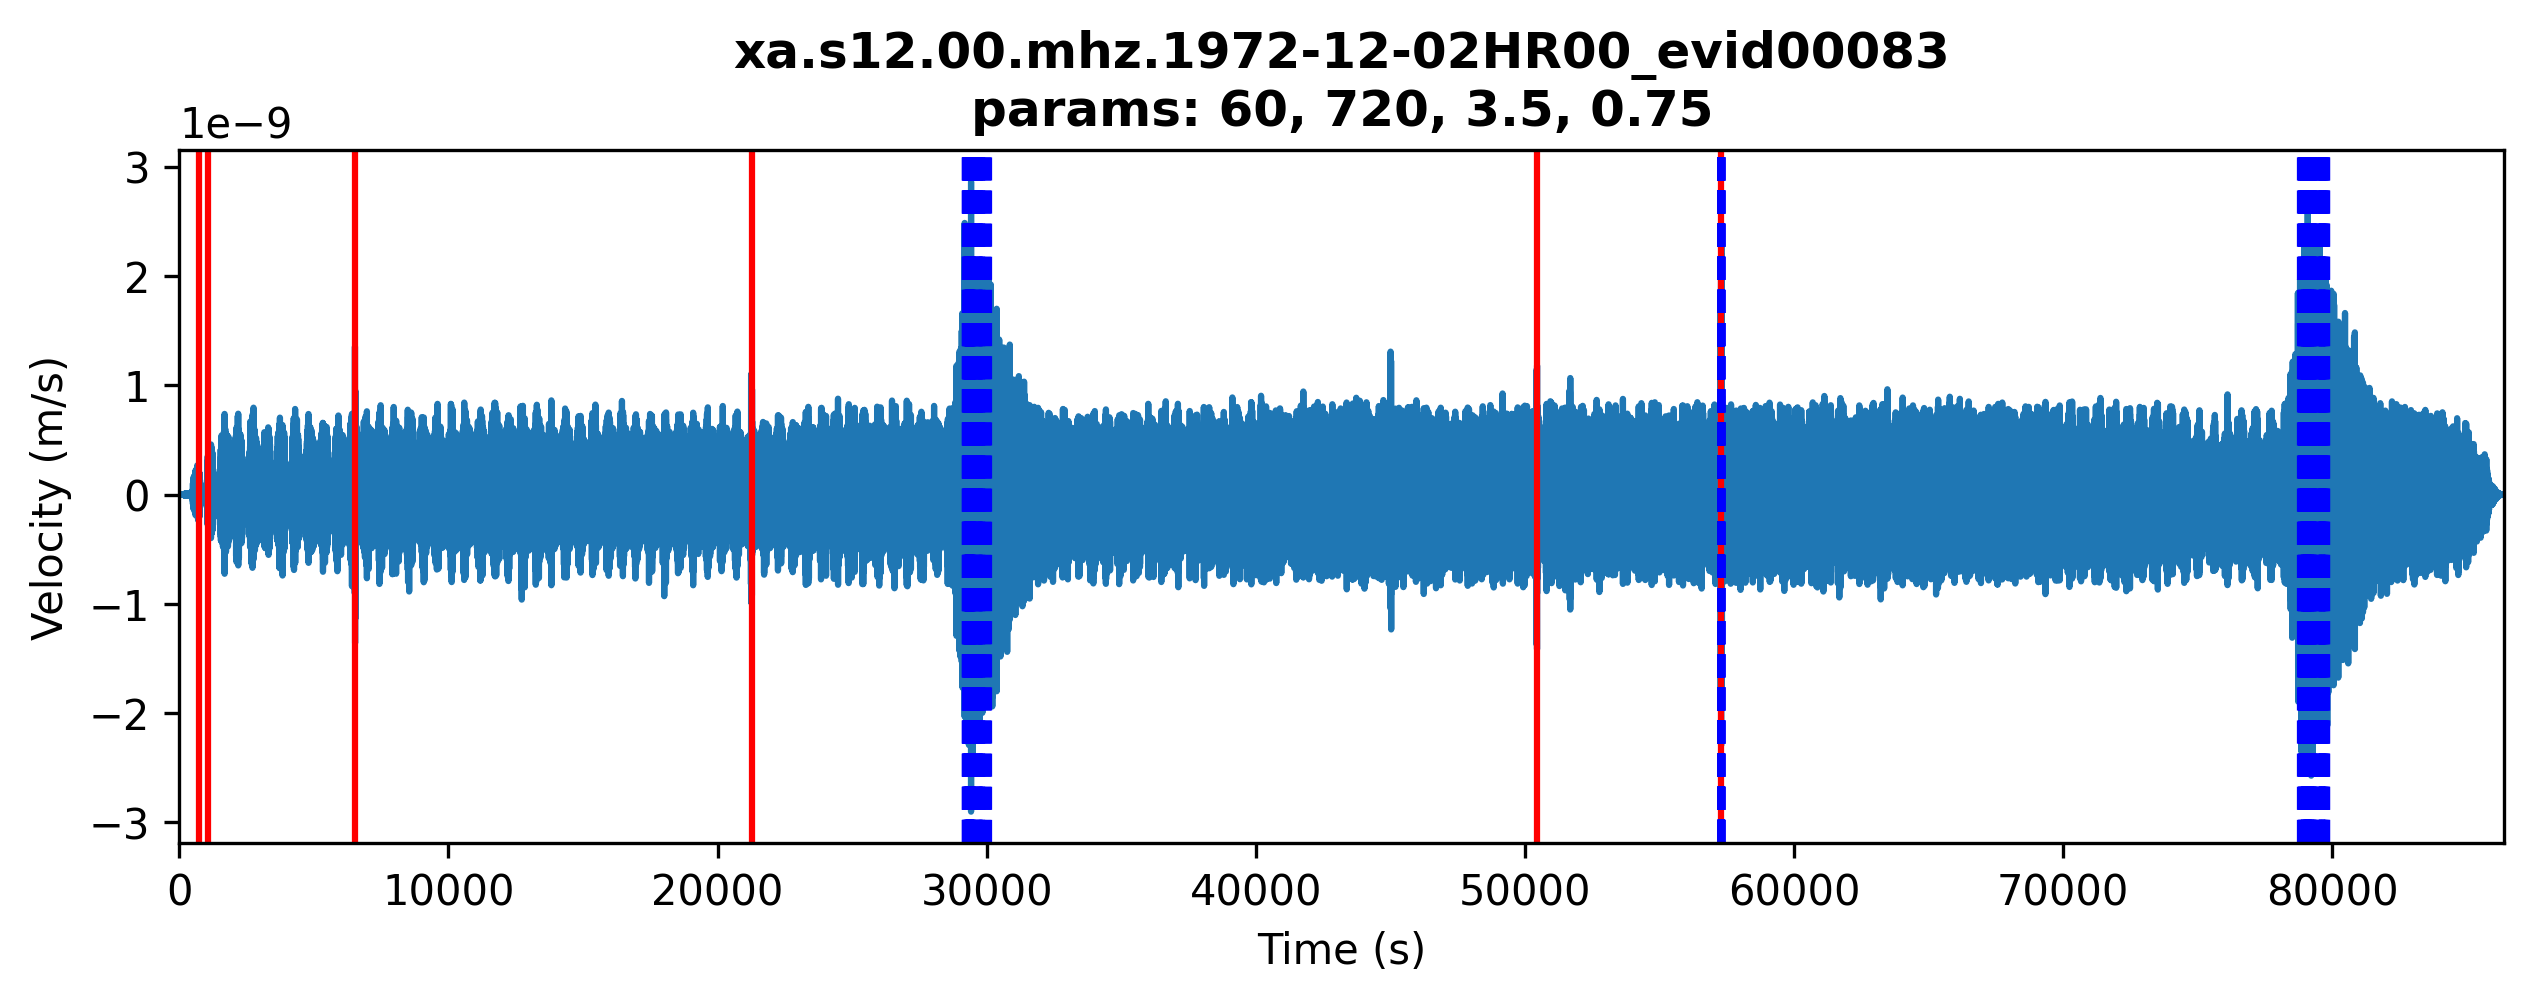 xa.s12.00.mhz.1972-12-02HR00_evid00083
params: 60, 720, 3.5, 0.75
1e−9
3
2
1
0
−1
−2
−3
Velocity (m/s)
0 10000 20000 30000 40000 50000 60000 70000 80000
Time (s)